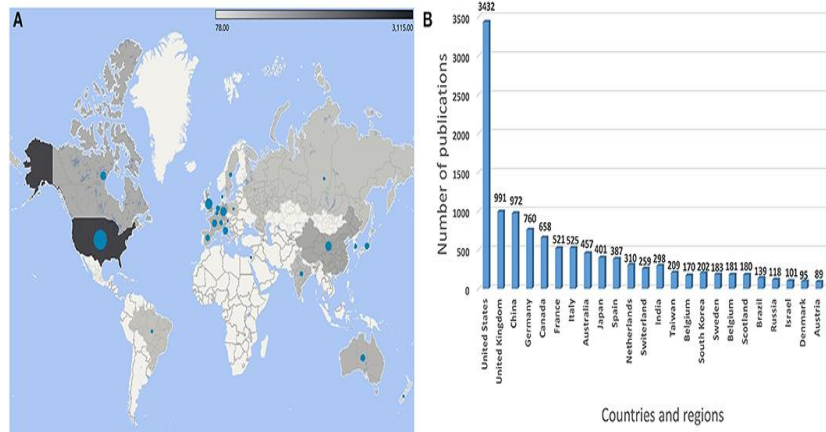 A
78.00
3,115.00
B
Number of publications
3500
3000
2500
2000
1500
1000
500
0
3432
991
972
760
658
521
525
457
401
387
310
259
298
209
170
202
183
181
180
139
118
101
95
89
United States
United Kingdom
China
Germany
Canada
France
Italy
Australia
Japan
Spain
Netherlands
Switerland
India
Taiwan
Belgium
South Korea
Sweden
Belgium
Scotland
Brazil
Russia
Israel
Denmark
Austria
Countries and regions